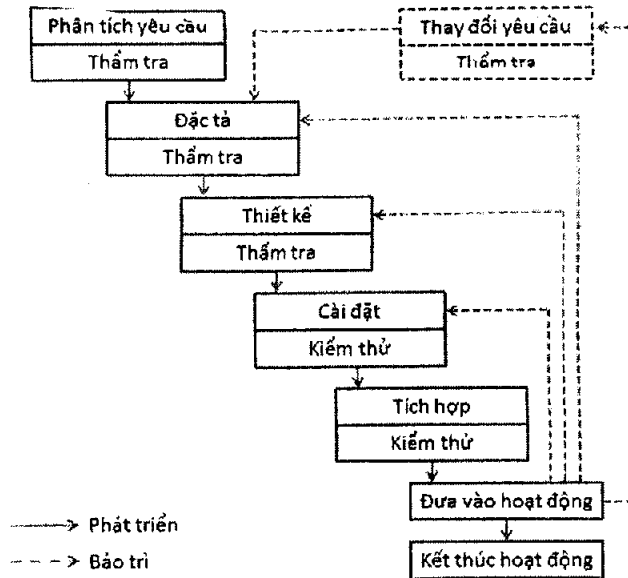 Phân tích yêu cầu
Thẩm tra
Thay đổi yêu cầu
Thẩm tra
Đặc tả
Thẩm tra
Thiết kế
Thẩm tra
Cài đặt
Kiểm thử
Tích hợp
Kiểm thử
Đưa vào hoạt động
Kết thúc hoạt động
Phát triển
Bảo trì